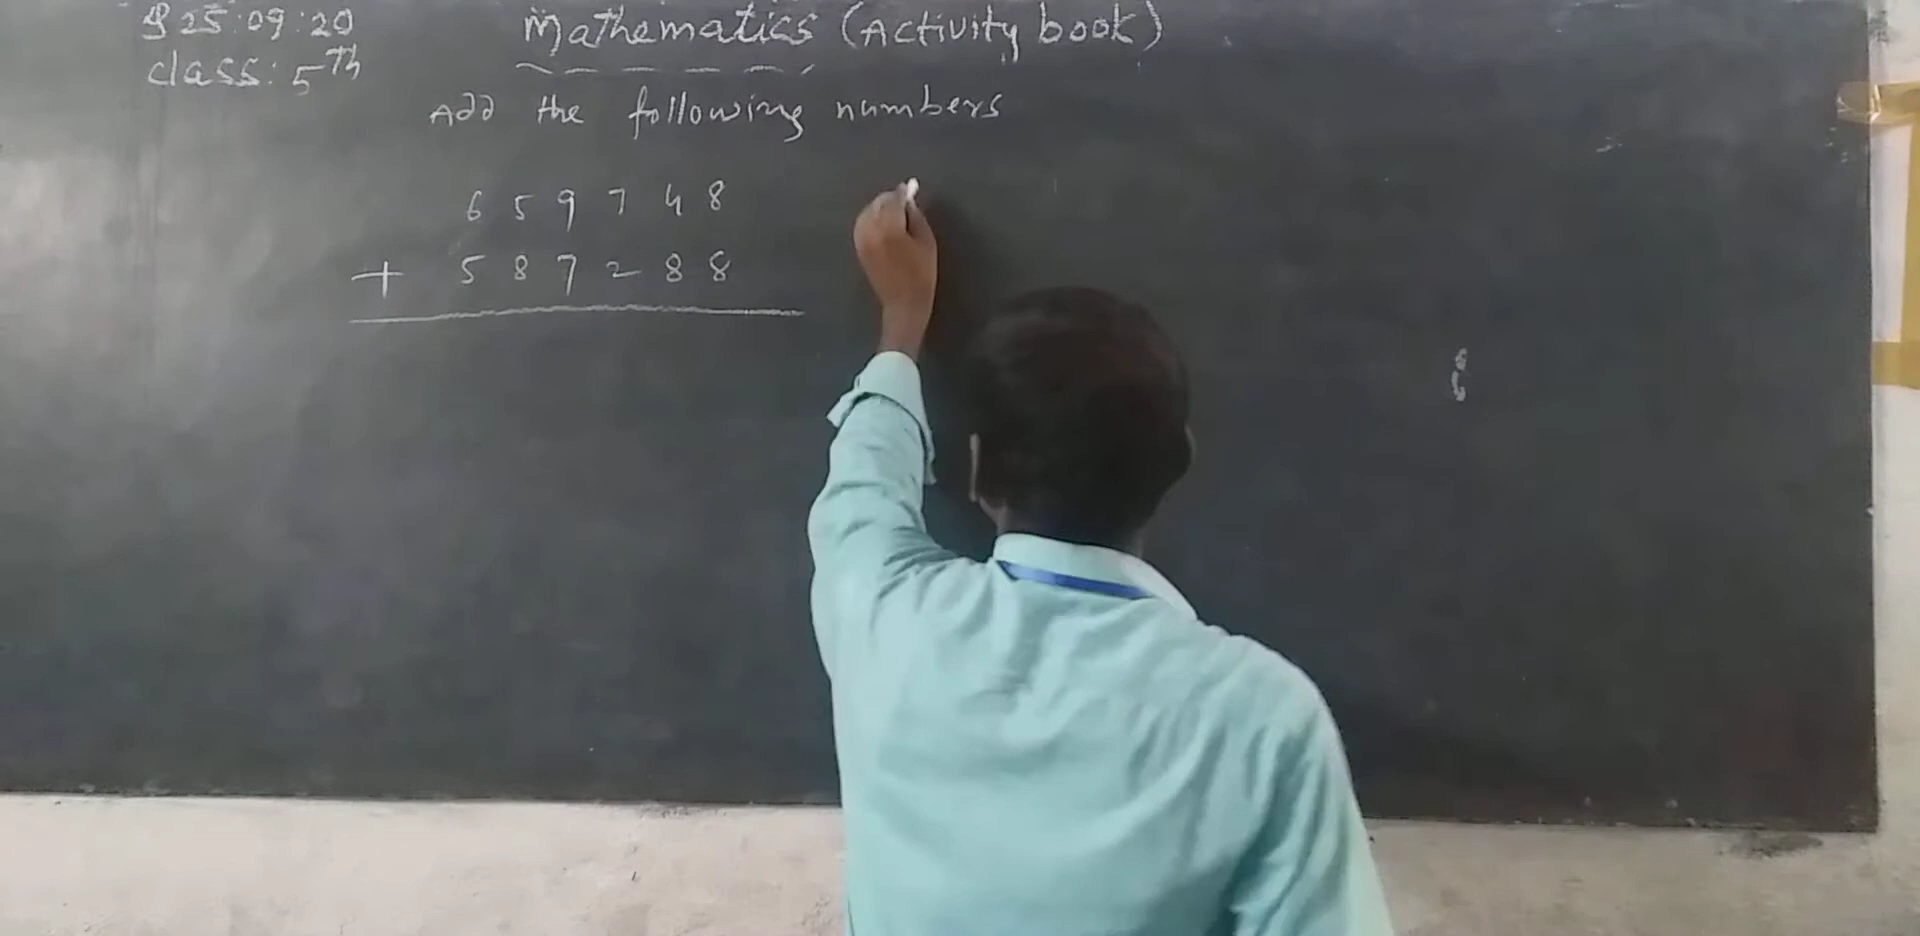 25:09:20
Mathematics (Activity book)
class: 5Th
Add the following numbers
6 5 9 7 4 8
+ 5 8 7 2 8 8